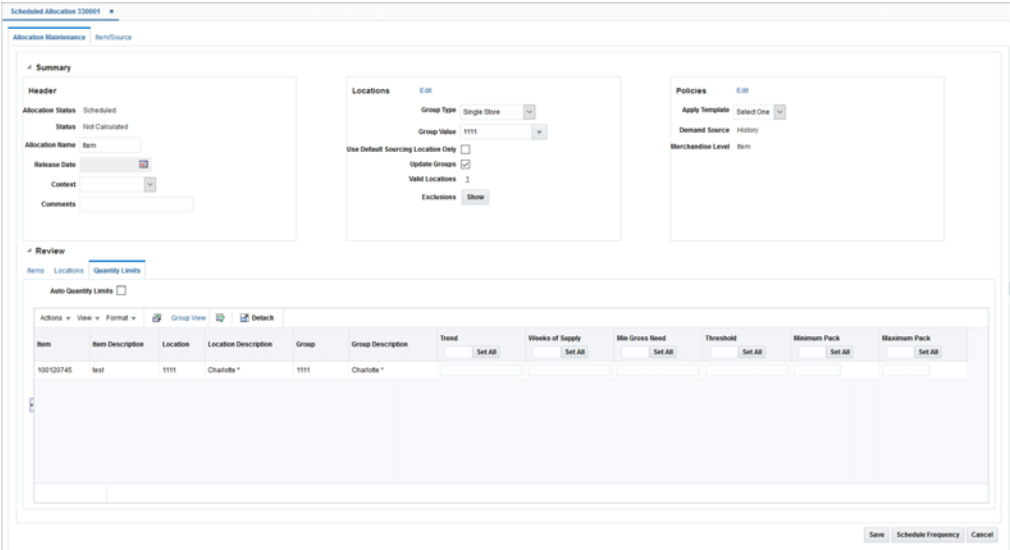 Scheduled Allocation 330001 ×
Allocation Maintenance Item/Source
Summary
Header
Allocation Status Scheduled
Status Not Calculated
Allocation Name Item
Release Date
Context
Comments
Locations Edit
Group Type Single Store
Group Value 1111
Use Default Sourcing Location Only
Update Groups
Valid Locations 1
Exclusions Show
Policies Edit
Apply Template Select One
Demand Source History
Merchandise Level Item
Review
Items Locations Quantity Limits
Auto Quantity Limits
Actions View Format Group View Detach
Item Item Description Location Location Description Group Group Description Trend Weeks of Supply Min Gross Need Threshold Minimum Pack Maximum Pack
Set All Set All Set All Set All Set All Set All
100120745 test 1111 Charlotte * 1111 Charlotte *
Save Schedule Frequency Cancel